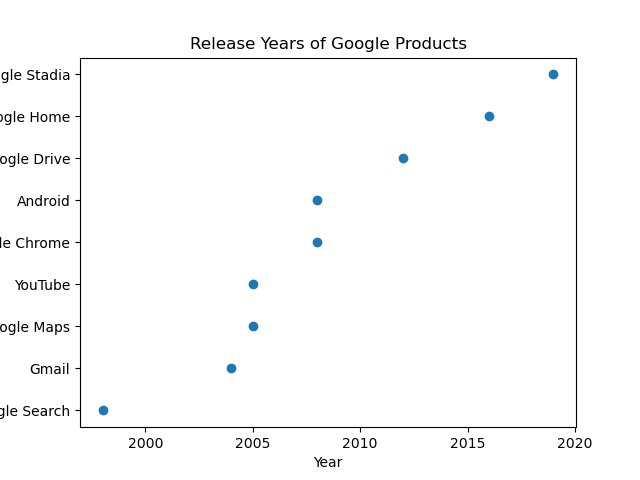 Release Years of Google Products
gle Stadia
ogle Home
ogle Drive
Android
le Chrome
YouTube
ogle Maps
Gmail
gle Search
2000 2005 2010 2015 2020
Year